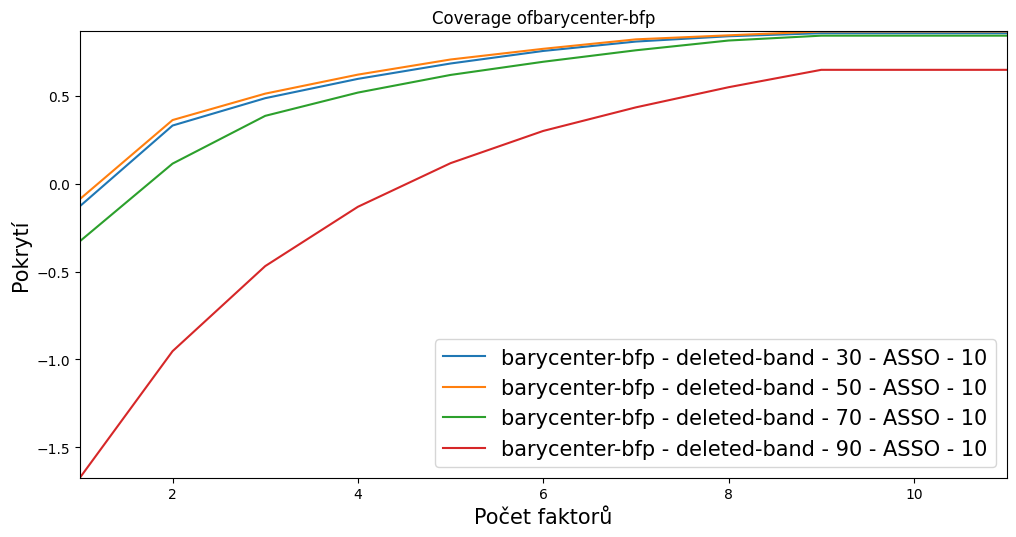 Coverage ofbarycenter-bfp
Pokrytí
0.5
0.0
−0.5
−1.0
−1.5
barycenter-bfp - deleted-band - 30 - ASSO - 10
barycenter-bfp - deleted-band - 50 - ASSO - 10
barycenter-bfp - deleted-band - 70 - ASSO - 10
barycenter-bfp - deleted-band - 90 - ASSO - 10
2 4 6 8 10
Počet faktorů